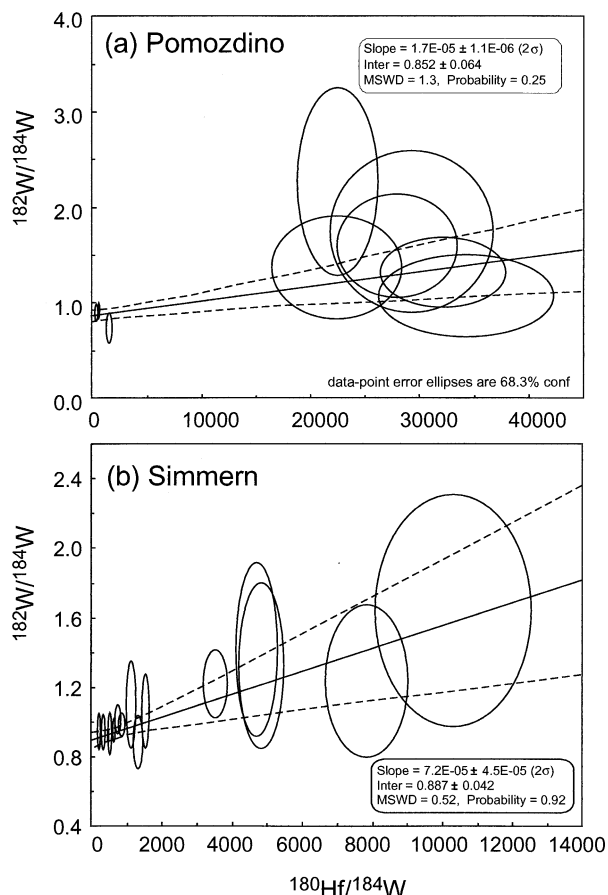 (a) Pomozdino
Slope = 1.7E-05 ± 1.1E-06 (2σ)
Inter = 0.852 ± 0.064
MSWD = 1.3, Probability = 0.25
4.0
3.0
2.0
1.0
0.0
182W/184W
data-point error ellipses are 68.3% conf
0 10000 20000 30000 40000
(b) Simmern
2.4
2.0
1.6
1.2
0.8
0.4
182W/184W
Slope = 7.2E-05 ± 4.5E-05 (2σ)
Inter = 0.887 ± 0.042
MSWD = 0.52, Probability = 0.92
0 2000 4000 6000 8000 10000 12000 14000
180Hf/184W